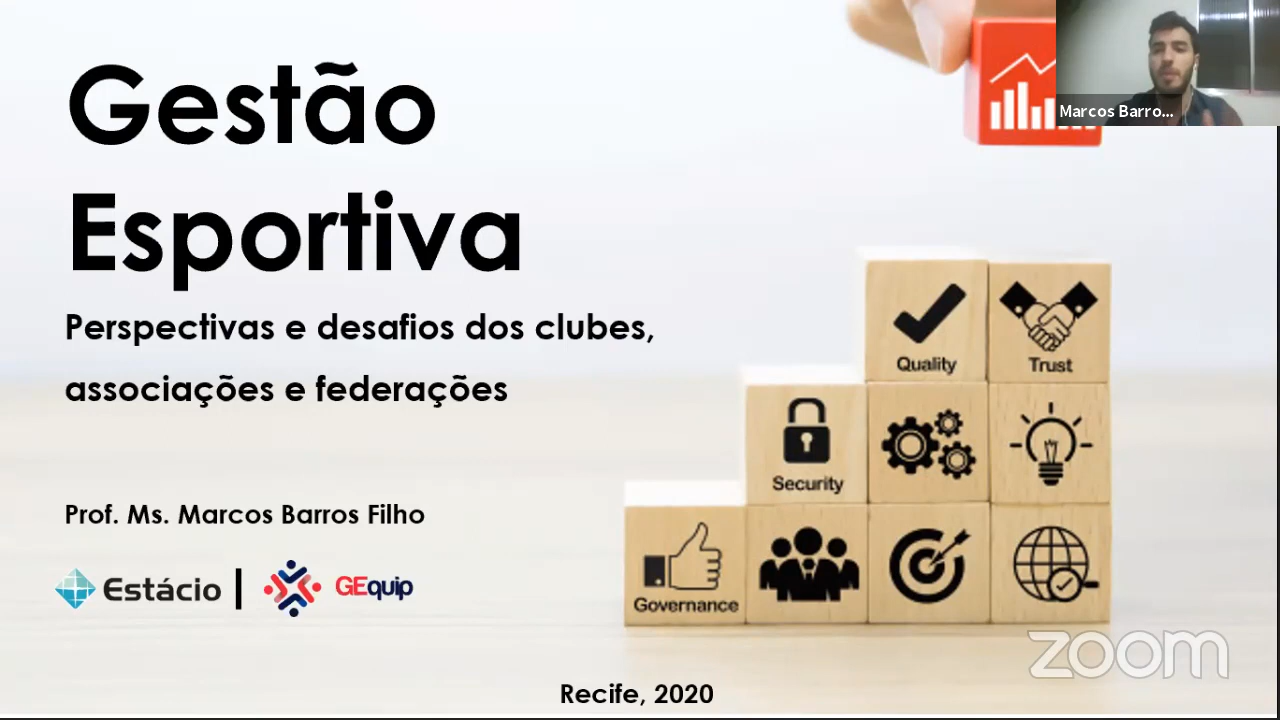 Gestão
Esportiva
Perspectivas e desafios dos clubes,
associações e federações
Prof. Ms. Marcos Barros Filho
Estácio
GEquip
Recife, 2020
Marcos Barro...
Quality
Trust
Security
Governance
zoom